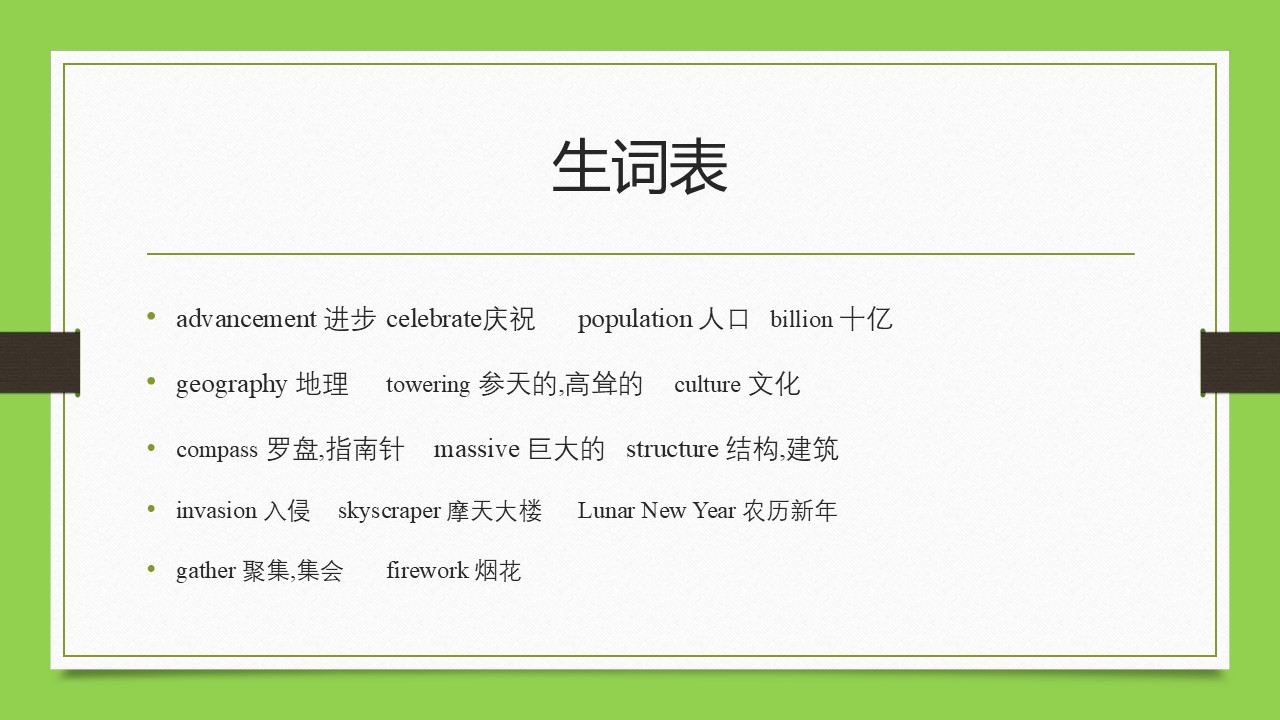 生词表
• advancement 进步 celebrate庆祝 population 人口 billion 十亿
• geography 地理 towering 参天的,高耸的 culture 文化
• compass 罗盘,指南针 massive 巨大的 structure 结构,建筑
• invasion 入侵 skyscraper 摩天大楼 Lunar New Year 农历新年
• gather 聚集,集会 firework 烟花